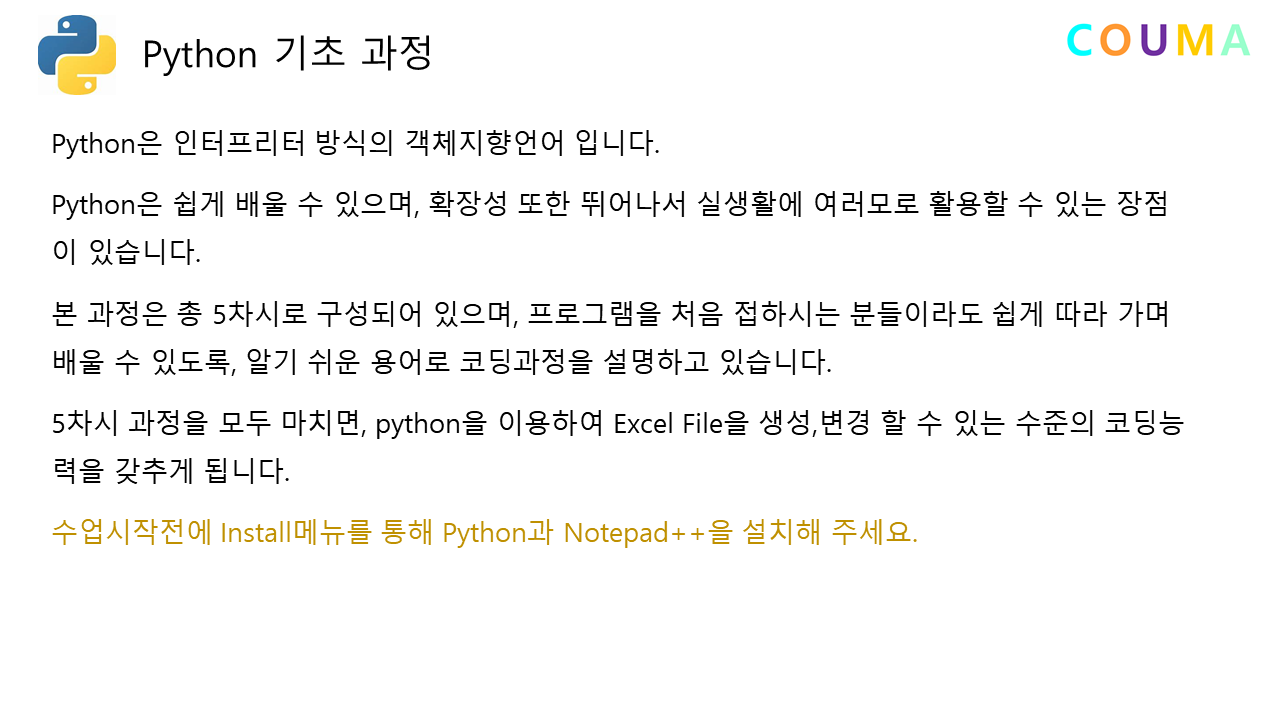 Python 기초 과정
COUMA
Python은 인터프리터 방식의 객체지향언어 입니다.
Python은 쉽게 배울 수 있으며, 확장성 또한 뛰어나서 실생활에 여러모로 활용할 수 있는 장점
이 있습니다.
본 과정은 총 5차시로 구성되어 있으며, 프로그램을 처음 접하시는 분들이라도 쉽게 따라 가며
배울 수 있도록, 알기 쉬운 용어로 코딩과정을 설명하고 있습니다.
5차시 과정을 모두 마치면, python을 이용하여 Excel File을 생성,변경 할 수 있는 수준의 코딩능
력을 갖추게 됩니다.
수업시작전에 Install메뉴를 통해 Python과 Notepad++을 설치해 주세요.